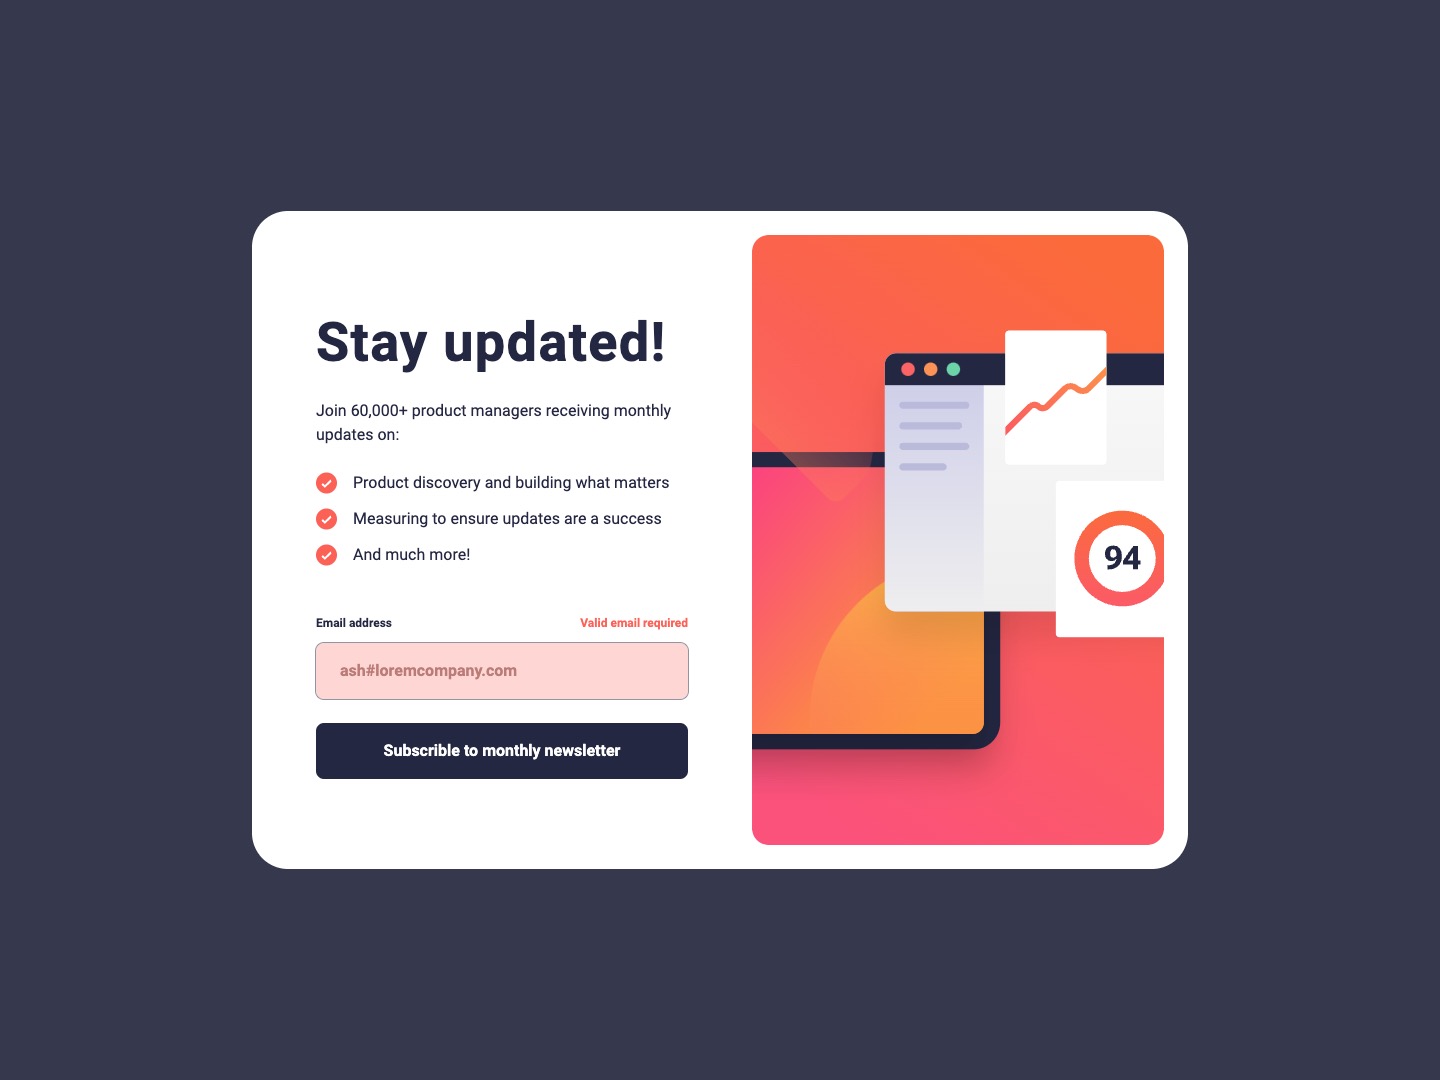 Stay updated!
Join 60,000+ product managers receiving monthly
updates on:
Product discovery and building what matters
Measuring to ensure updates are a success
And much more!
Email address
Valid email required
ash#loremcompany.com
Subscrible to monthly newsletter
94